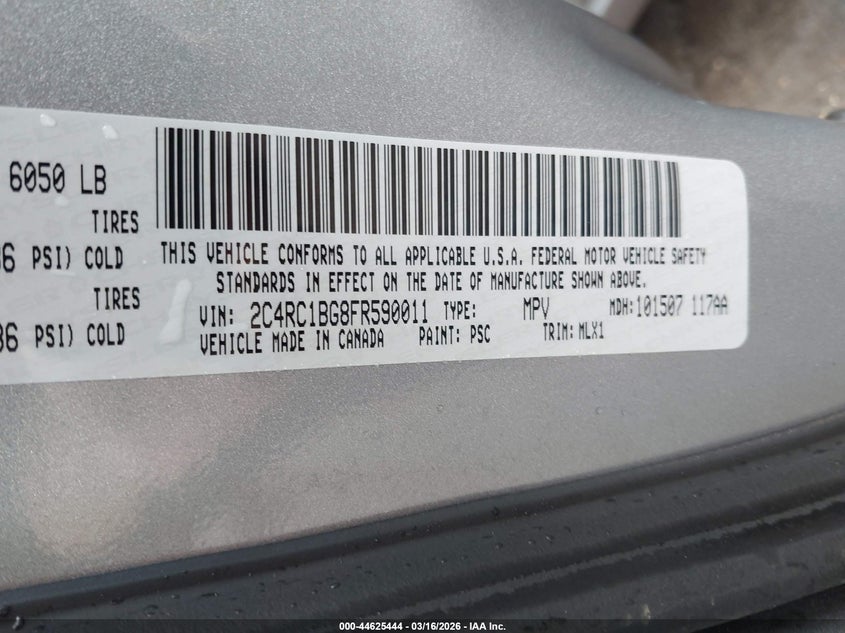 6050 LB
TIRES
36 PSI) COLD
TIRES
36 PSI) COLD
THIS VEHICLE CONFORMS TO ALL APPLICABLE U.S.A. FEDERAL MOTOR VEHICLE SAFETY
STANDARDS IN EFFECT ON THE DATE OF MANUFACTURE SHOWN ABOVE.
VIN: 2C4RC1BG8FR590011 TYPE: MPV MDH:101507 117AA
VEHICLE MADE IN CANADA PAINT: PSC TRIM: MLX1
000-44625444 - 03/16/2026 - IAA Inc.